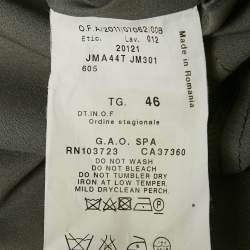 O.F.A/2011/07062/008
Etic. Lav. 012
20121
JMA44T JM301
605
Made in Romania
TG. 46
DT.IN.O.F
Ordine stagionale
G.A.O. SPA
RN103723 CA37360
DO NOT WASH
DO NOT BLEACH
DO NOT TUMBLER DRY
IRON AT LOW TEMPER
MILD DRYCLEAN PERCH.